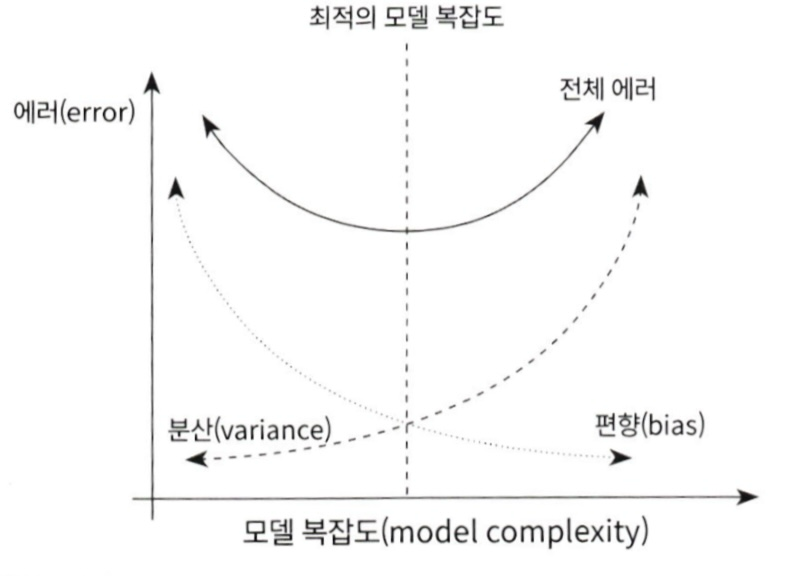 최적의 모델 복잡도
전체 에러
에러(error)
분산(variance)
편향(bias)
모델 복잡도(model complexity)